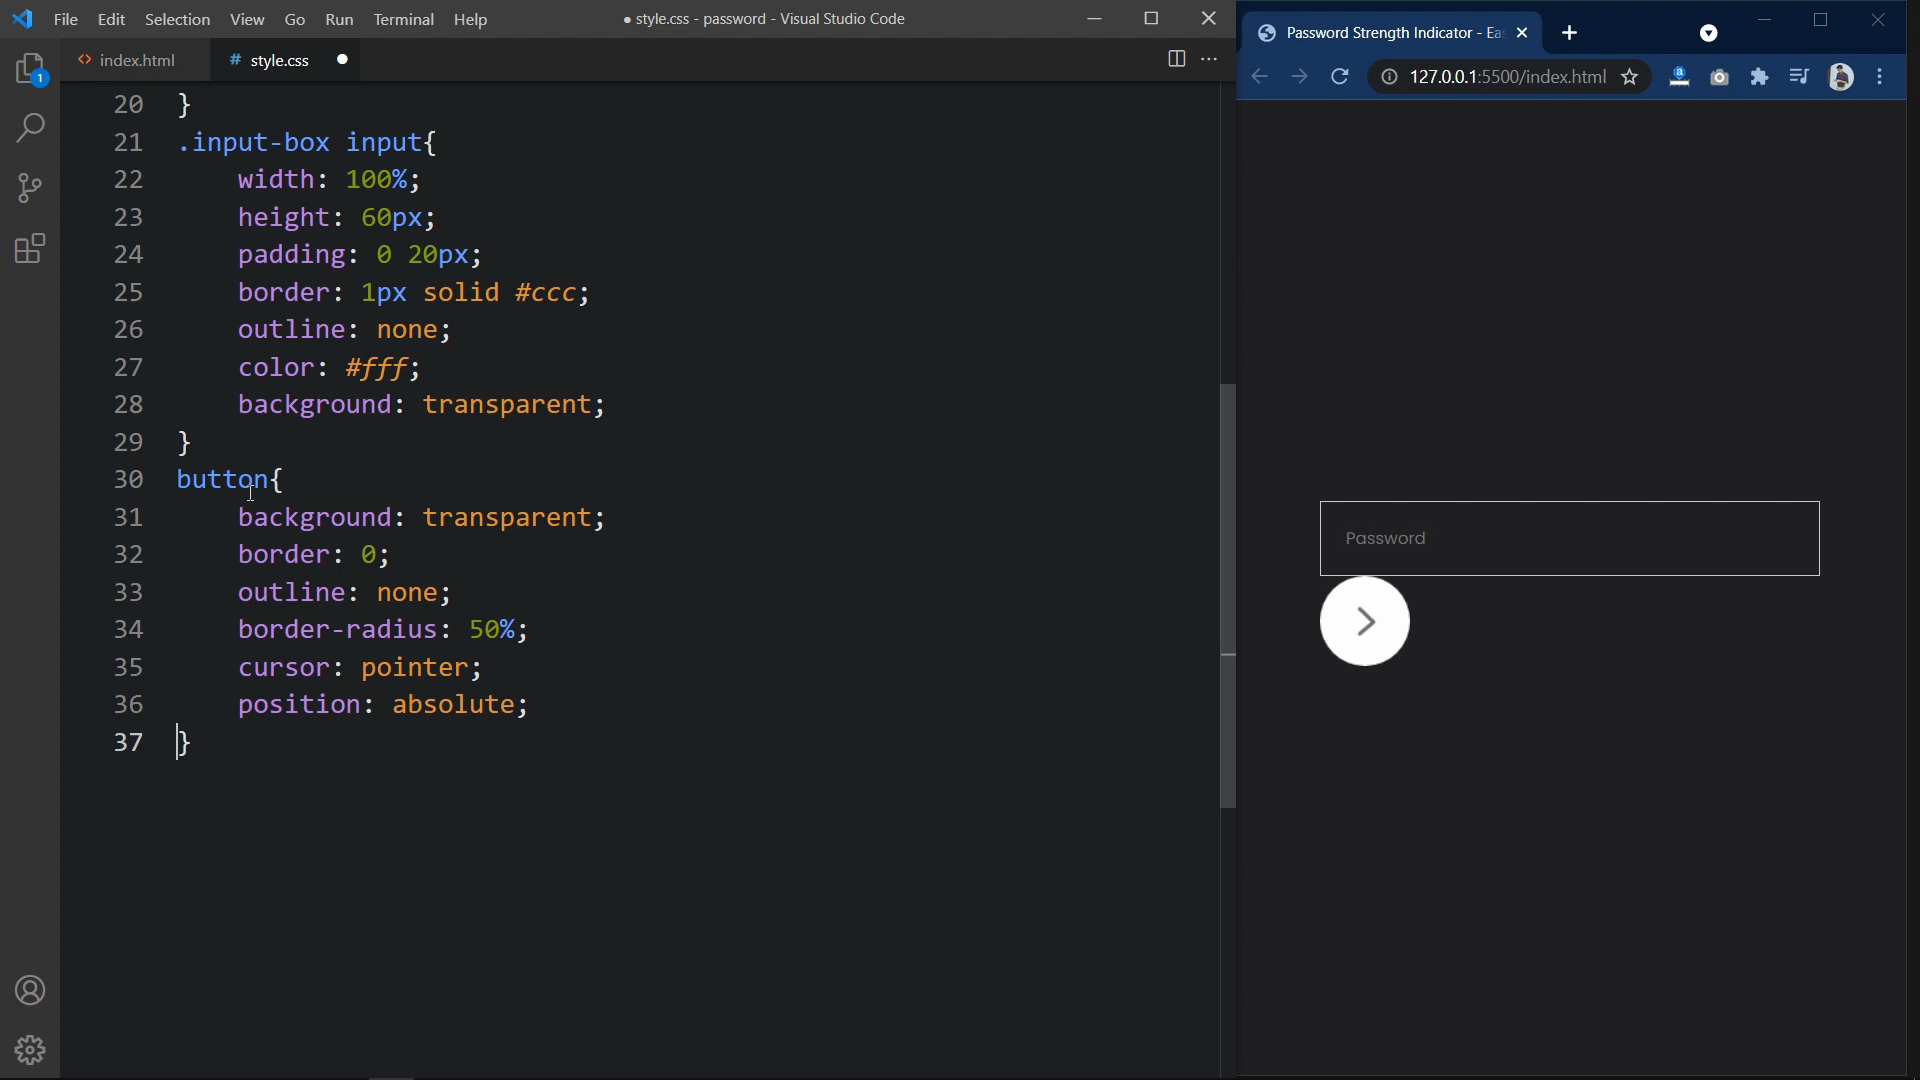 File Edit Selection View Go Run Terminal Help
● style.css - password - Visual Studio Code
<> index.html
# style.css ●
1
20 }
21 .input-box input{
22 width: 100%;
23 height: 60px;
24 padding: 0 20px;
25 border: 1px solid #ccc;
26 outline: none;
27 color: #fff;
28 background: transparent;
29 }
30 button{
31 background: transparent;
32 border: 0;
33 outline: none;
34 border-radius: 50%;
35 cursor: pointer;
36 position: absolute;
37 }
Password Strength Indicator - Ea
127.0.0.1:5500/index.html
a
Password